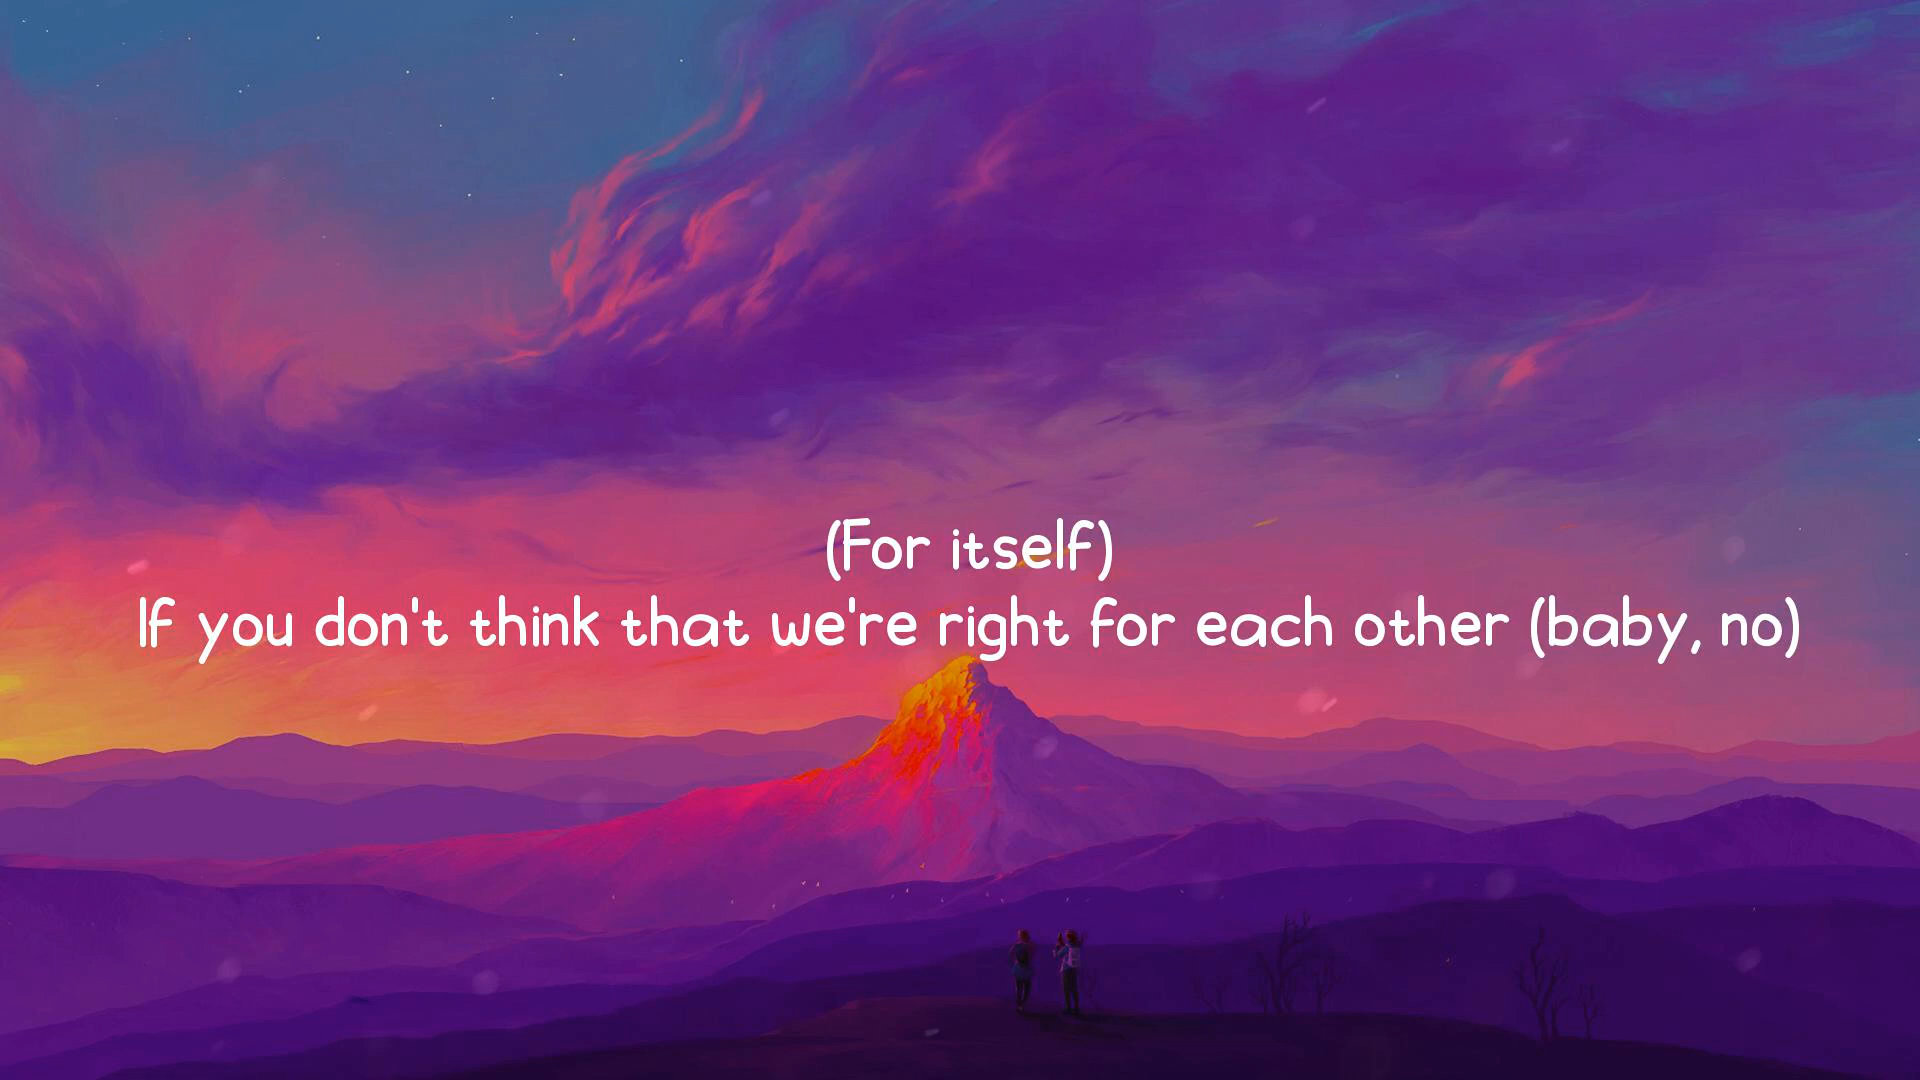 (For itself)
If you don't think that we're right for each other (baby, no)